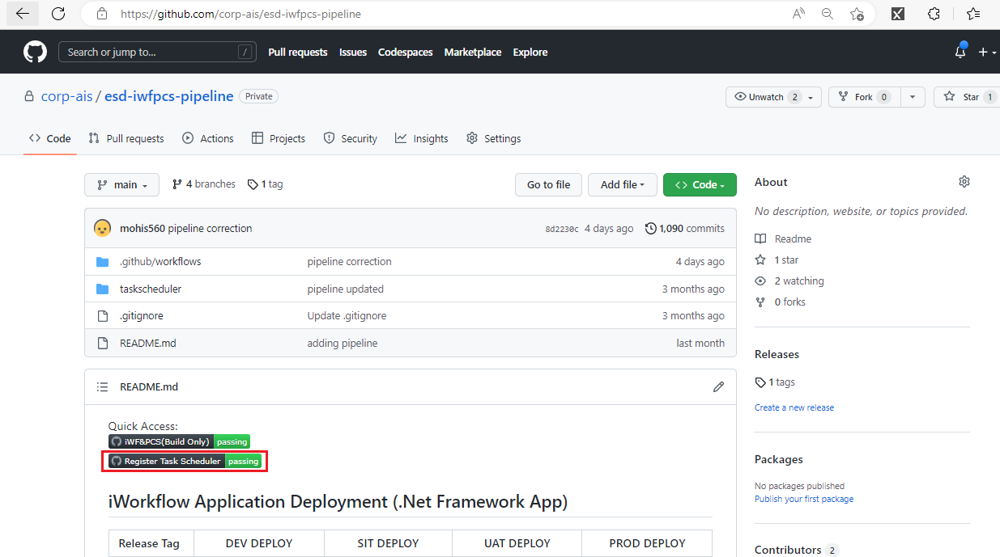 https://github.com/corp-ais/esd-iwfpcs-pipeline
Search or jump to... / Pull requests Issues Codespaces Marketplace Explore
corp-ais / esd-iwfpcs-pipeline Private
Unwatch 2 Fork 0 Star 1
Code Pull requests Actions Projects Security Insights Settings
main 4 branches 1 tag Go to file Add file Code
mohis560 pipeline correction 8d2230c 4 days ago 1,090 commits
.github/workflows pipeline correction 4 days ago
taskscheduler pipeline updated 3 months ago
.gitignore Update .gitignore 3 months ago
README.md adding pipeline last month
README.md
Quick Access:
iWF&PCS(Build Only) passing
Register Task Scheduler passing
iWorkflow Application Deployment (.Net Framework App)
Release Tag DEV DEPLOY SIT DEPLOY UAT DEPLOY PROD DEPLOY
About
No description, website, or topics provided.
Readme
1 star
2 watching
0 forks
Releases
1 tags
Create a new release
Packages
No packages published
Publish your first package
Contributors 2